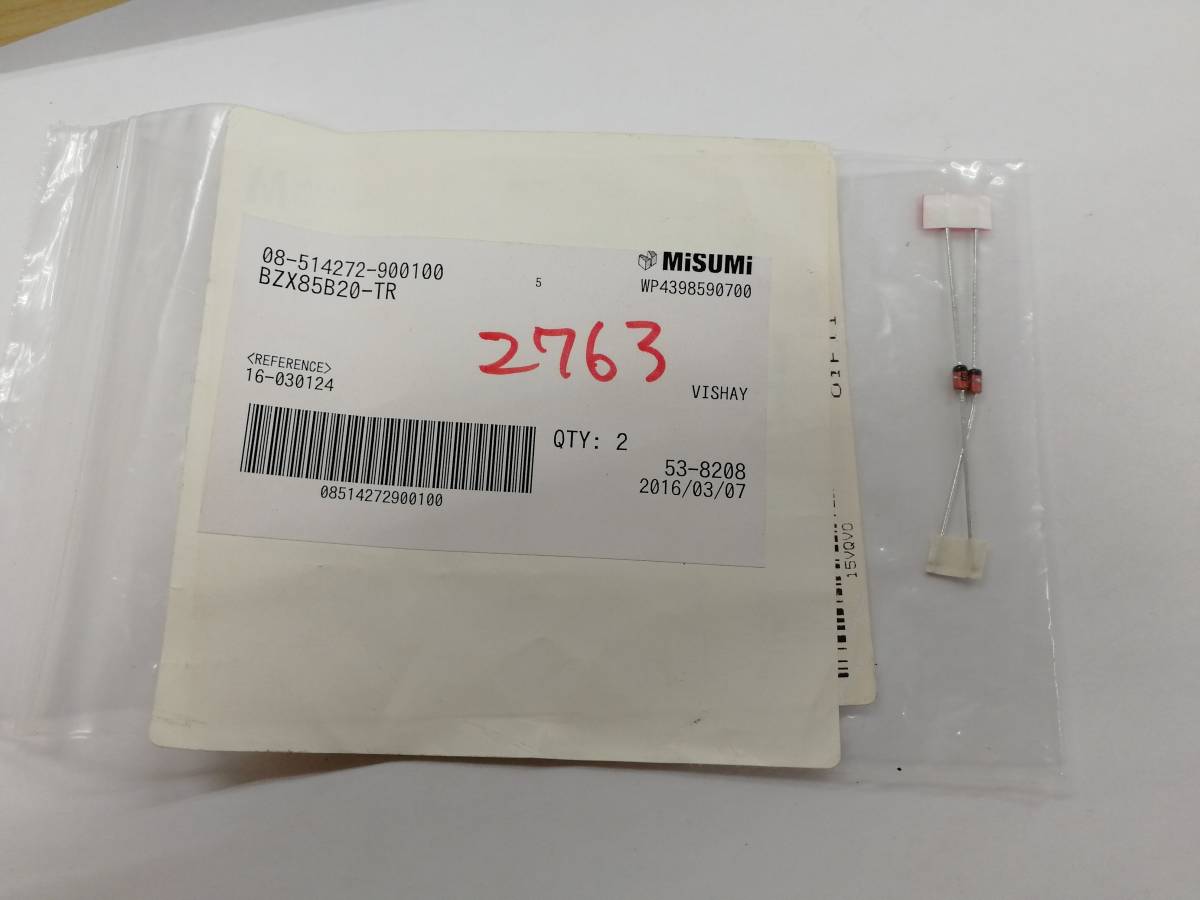 08-514272-900100
BZX85B20-TR
5
MiSUMi
WP4398590700
2763
<REFERENCE>
16-030124
VISHAY
QTY: 2
53-8208
2016/03/07
08514272900100
15VQVO